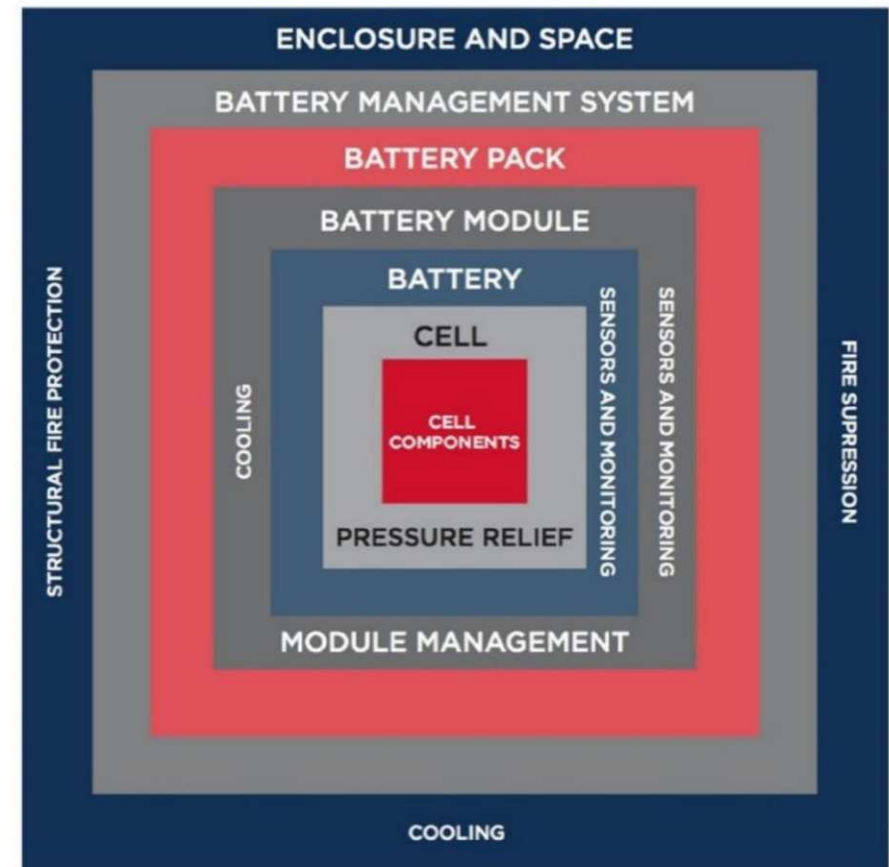 ENCLOSURE AND SPACE
BATTERY MANAGEMENT SYSTEM
BATTERY PACK
BATTERY MODULE
BATTERY
CELL
CELL
COMPONENTS
PRESSURE RELIEF
MODULE MANAGEMENT
STRUCTURAL FIRE PROTECTION
COOLING
SENSORS AND MONITORING
SENSORS AND MONITORING
FIRE SUPRESSION
COOLING